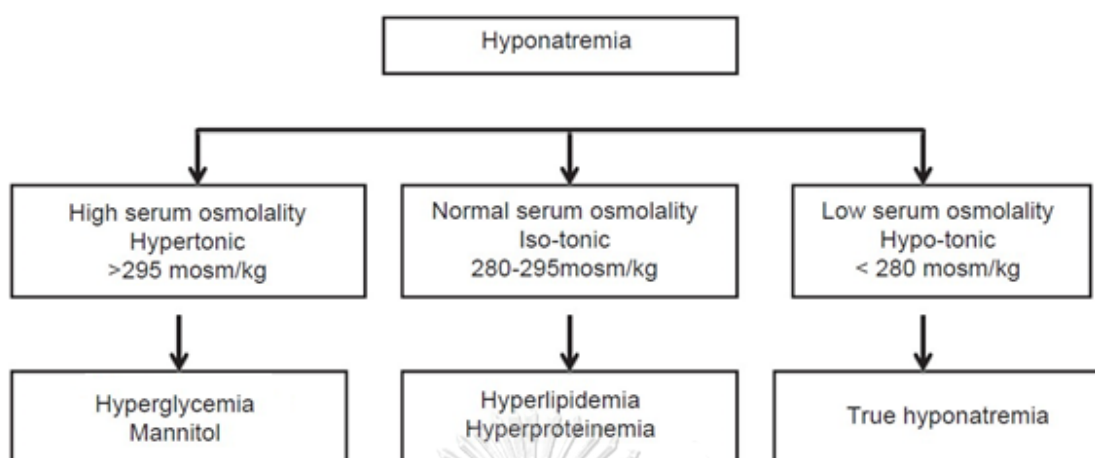 Hyponatremia
High serum osmolality
Hypertonic
>295 mosm/kg
Normal serum osmolality
Iso-tonic
280-295mosm/kg
Low serum osmolality
Hypo-tonic
< 280 mosm/kg
Hyperglycemia
Mannitol
Hyperlipidemia
Hyperproteinemia
True hyponatremia